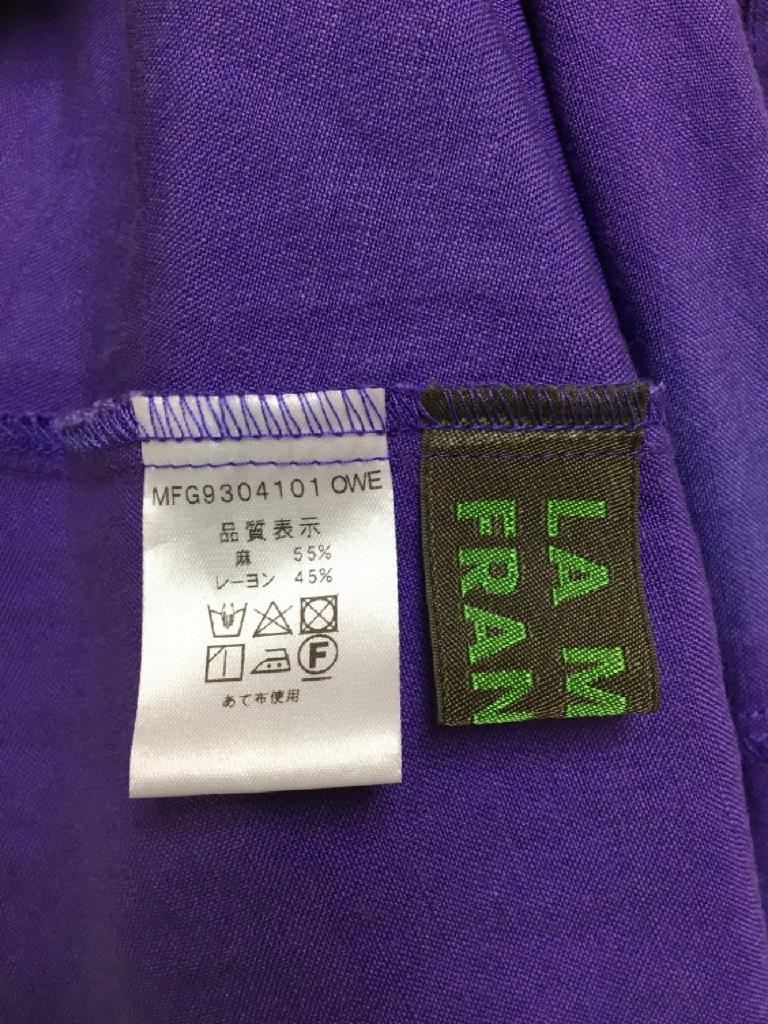 MFG9304101 OWE
品質表示
麻 55%
レーヨン 45%
F
あて布使用
LA M
FRAN